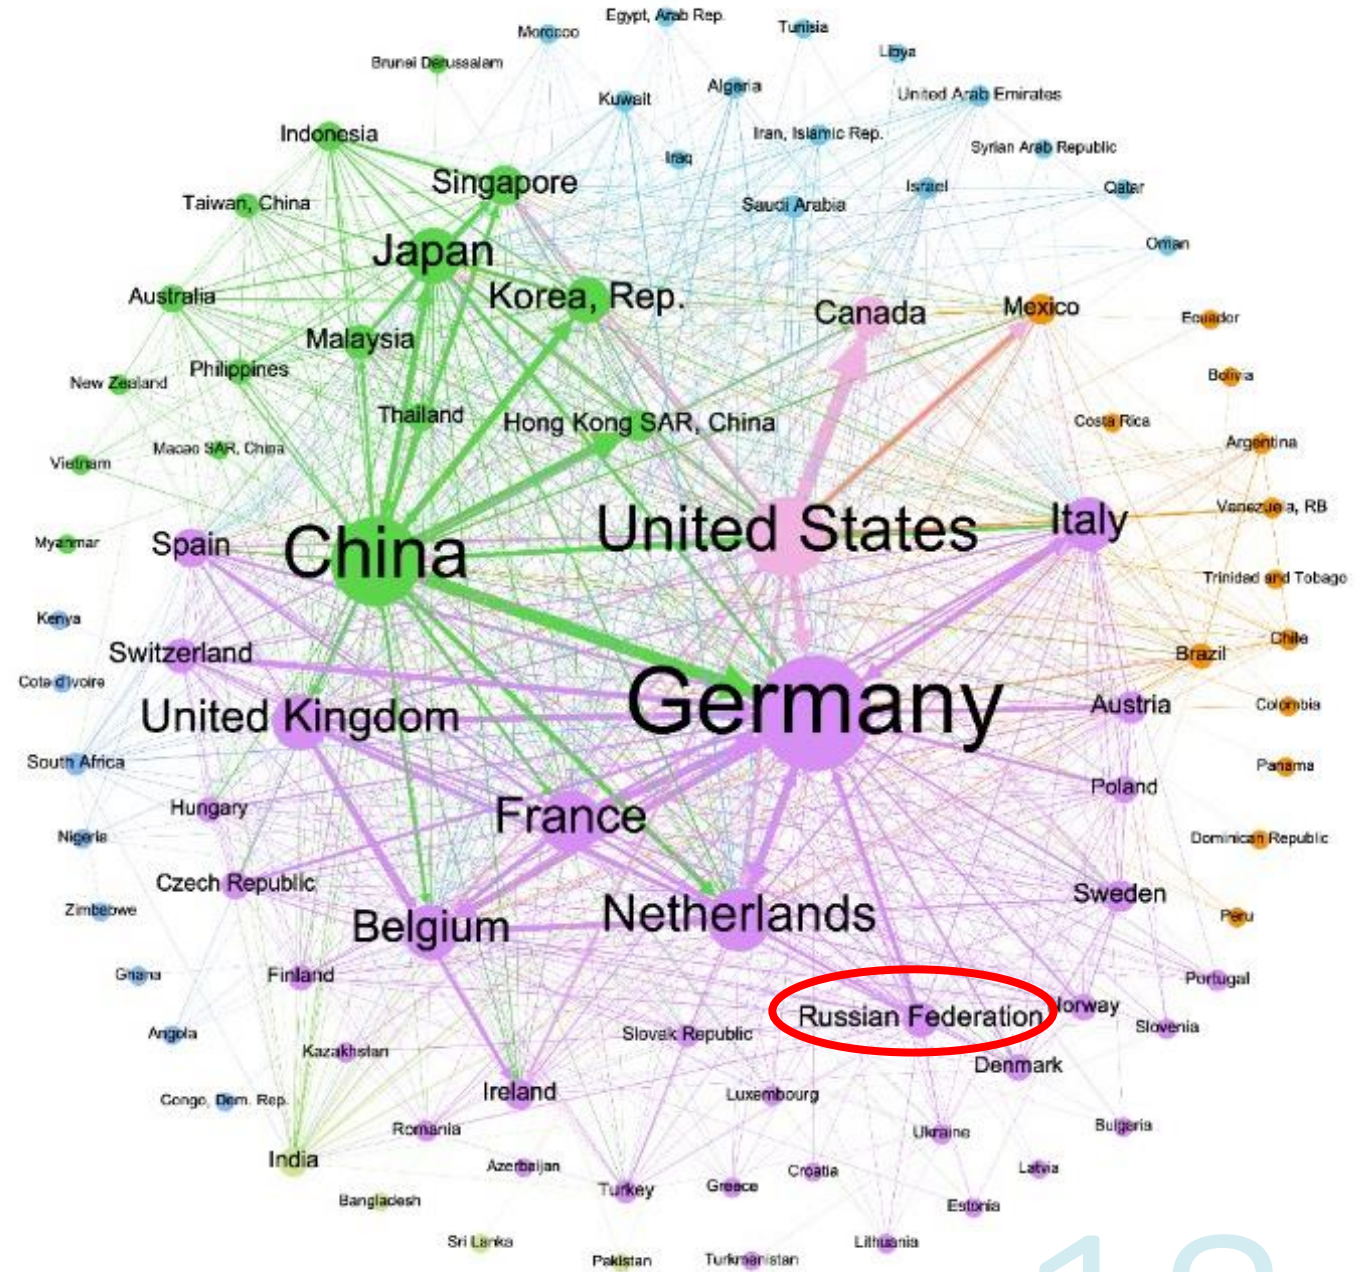 Egypt, Arab Rep.
Morocco
Tunisia
Libya
Brunei Darussalam
Algeria
United Arab Emirates
Kuwait
Indonesia
Iran, Islamic Rep.
Syrian Arab Republic
Iraq
Singapore
Israel
Qatar
Taiwan, China
Saudi Arabia
Oman
Japan
Australia
Korea, Rep.
Canada
Mexico
Ecuador
Malaysia
Philippines
New Zealand
Bolivia
Thailand
Hong Kong SAR, China
Costa Rica
Argentina
Macao SAR, China
Vietnam
Venezuela, RB
United States
Italy
Myanmar
Spain
China
Trinidad and Tobago
Kenya
Chile
Switzerland
Brazil
Cote d'Ivoire
Germany
Austria
Colombia
United Kingdom
South Africa
Panama
Poland
Hungary
France
Nigeria
Dominican Republic
Czech Republic
Sweden
Zimbabwe
Netherlands
Peru
Belgium
Ghana
Finland
Portugal
Norway
Russian Federation
Slovenia
Angola
Slovak Republic
Kazakhstan
Denmark
Ireland
Luxembourg
Congo, Dem. Rep.
Romania
Ukraine
Bulgaria
India
Azerbaijan
Croatia
Latvia
Turkey
Greece
Bangladesh
Estonia
Sri Lanka
Lithuania
Pakistan
Turkmenistan